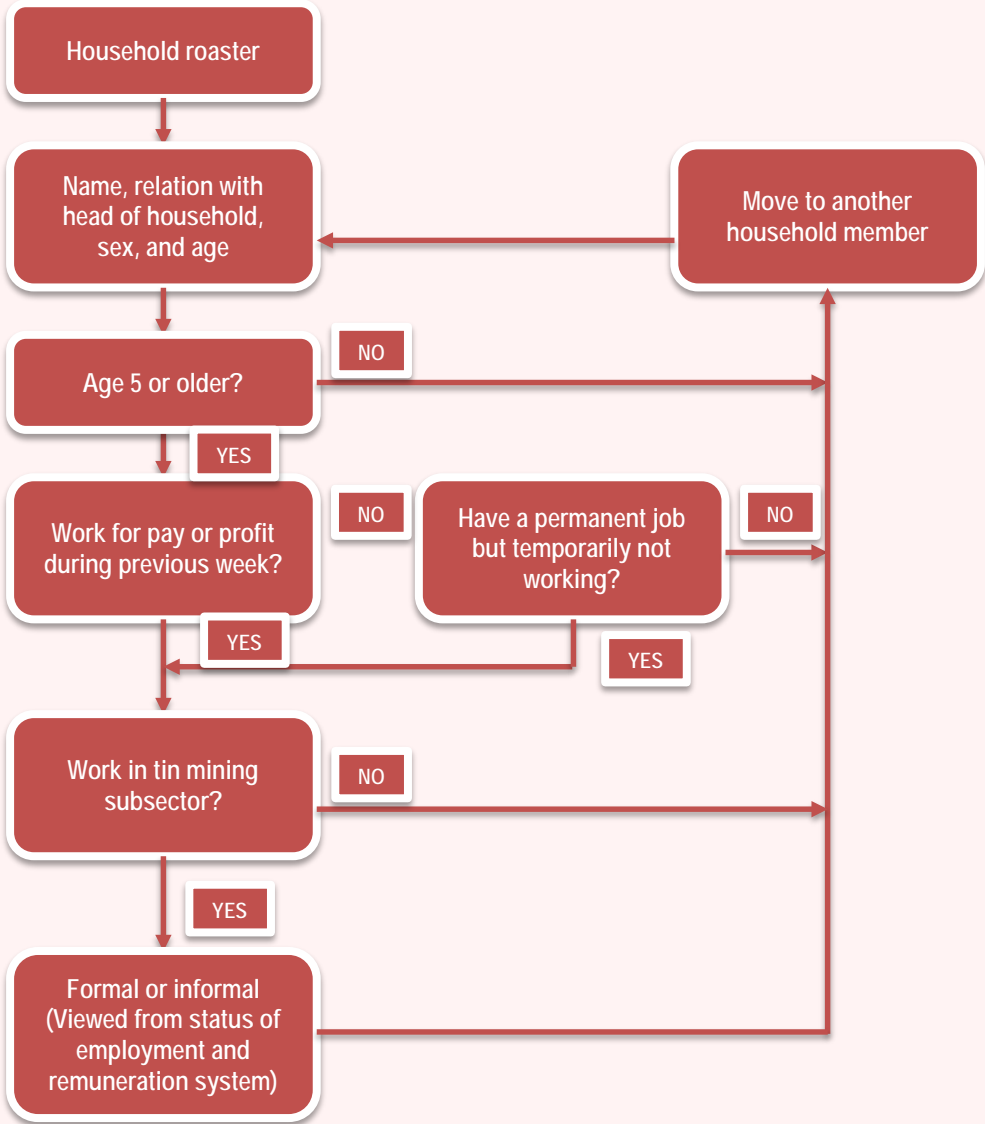 Household roaster
Name, relation with
head of household,
sex, and age
Move to another
household member
Age 5 or older?
NO
YES
Work for pay or profit
during previous week?
NO
Have a permanent job
but temporarily not
working?
NO
YES
YES
Work in tin mining
subsector?
NO
YES
Formal or informal
(Viewed from status of
employment and
remuneration system)